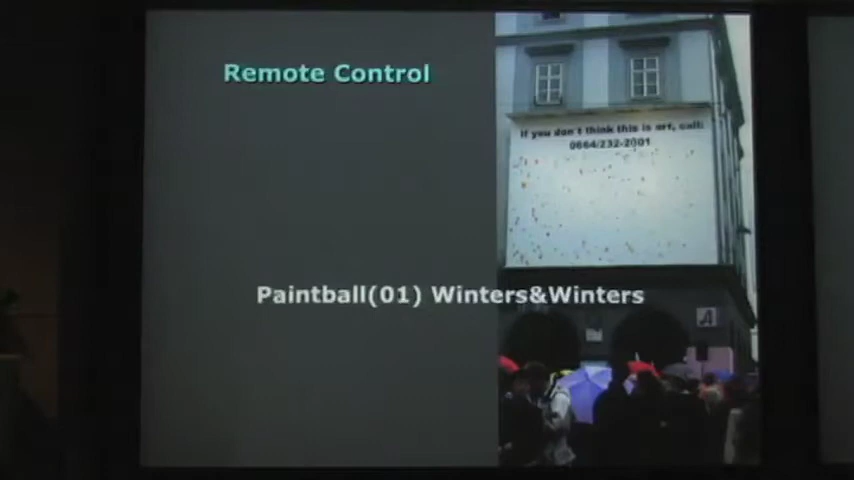 Remote Control
If you don't think this is art, call:
0664/232-2001
Paintball(01) Winters&Winters
A